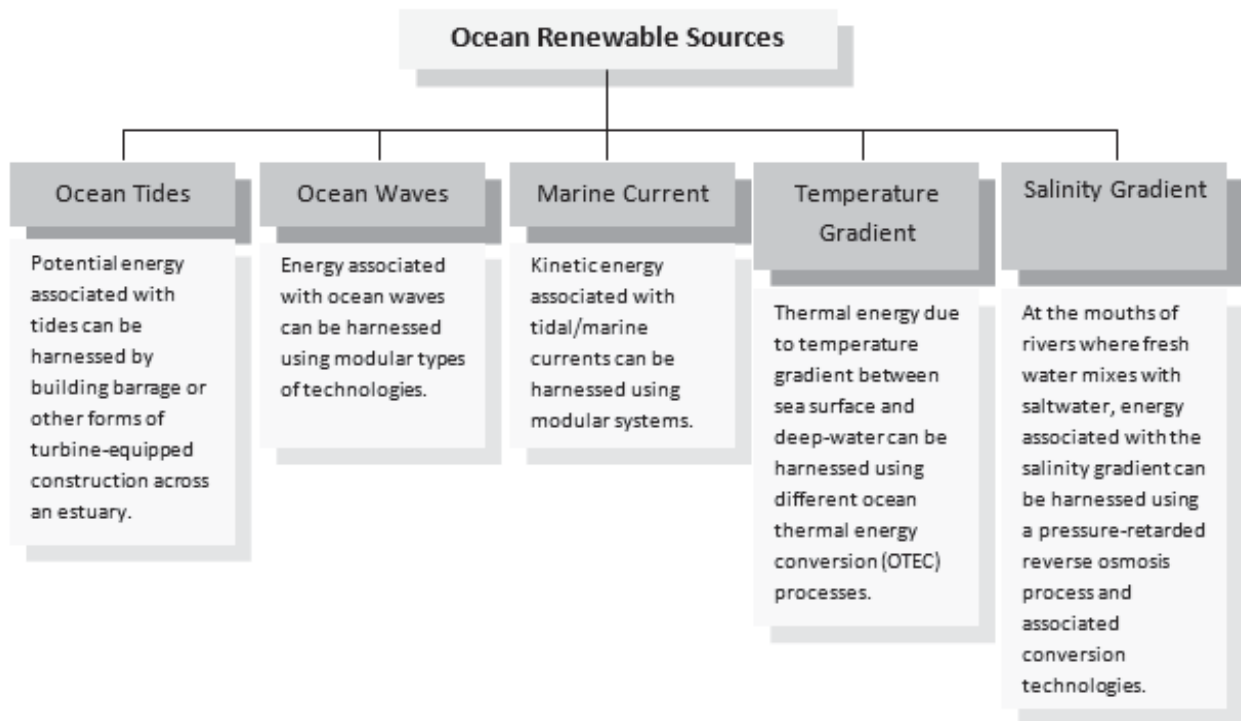 Ocean Renewable Sources
Ocean Tides
Potential energy
associated with
tides can be
harnessed by
building barrage or
other forms of
turbine-equipped
construction across
an estuary.
Ocean Waves
Energy associated
with ocean waves
can be harnessed
using modular types
of technologies.
Marine Current
Kinetic energy
associated with
tidal/marine
currents can be
harnessed using
modular systems.
Temperature
Gradient
Thermal energy due
to temperature
gradient between
sea surface and
deep-water can be
harnessed using
different ocean
thermal energy
conversion (OTEC)
processes.
Salinity Gradient
At the mouths of
rivers where fresh
water mixes with
saltwater, energy
associated with the
salinity gradient can
be harnessed using
a pressure-retarded
reverse osmosis
process and
associated
conversion
technologies.